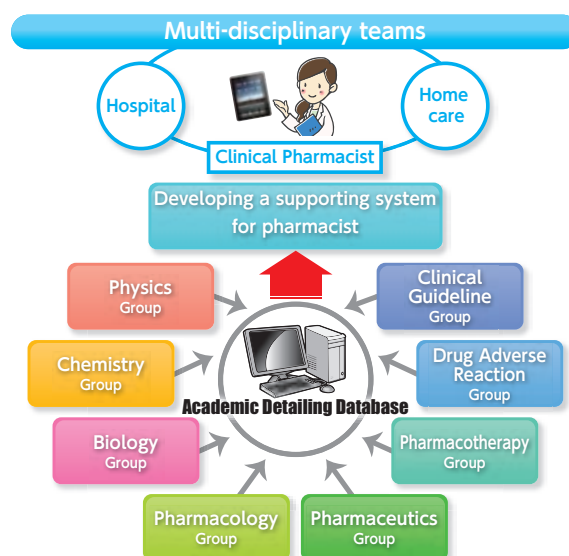 Multi-disciplinary teams
Hospital
Home
care
Clinical Pharmacist
Developing a supporting system
for pharmacist
Physics
Group
Clinical
Guideline
Group
Chemistry
Group
Drug Adverse
Reaction
Group
Academic Detailing Database
Biology
Group
Pharmacotherapy
Group
Pharmacology
Group
Pharmaceutics
Group